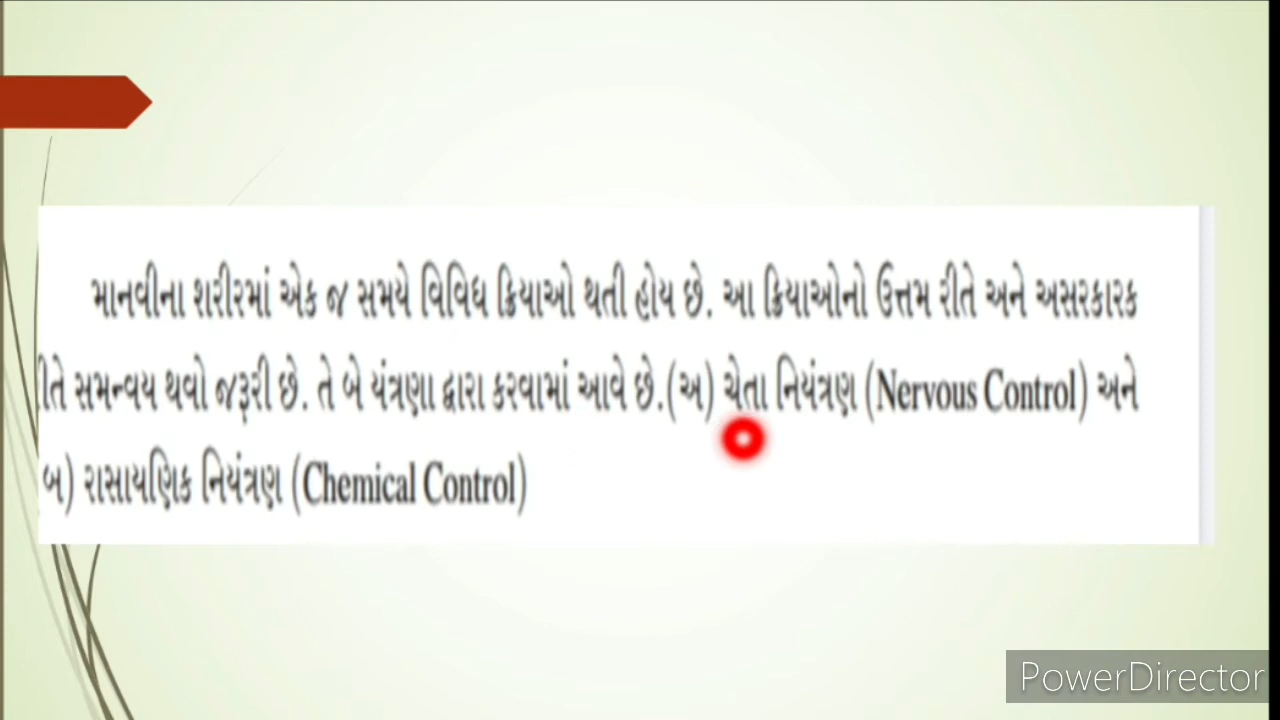 માનવીના શરીરમાં એક જ સમયે વિવિધ ક્રિયાઓ થતી હોય છે. આ ક્રિયાઓનો ઉત્તમ રીતે અને અસરકારક
રીતે સમન્વય થવો જરૂરી છે. તે બે યંત્રણા દ્વારા કરવામાં આવે છે.(અ) ચેતા નિયંત્રણ (Nervous Control) અને
બ) રાસાયણિક નિયંત્રણ (Chemical Control)
PowerDirector